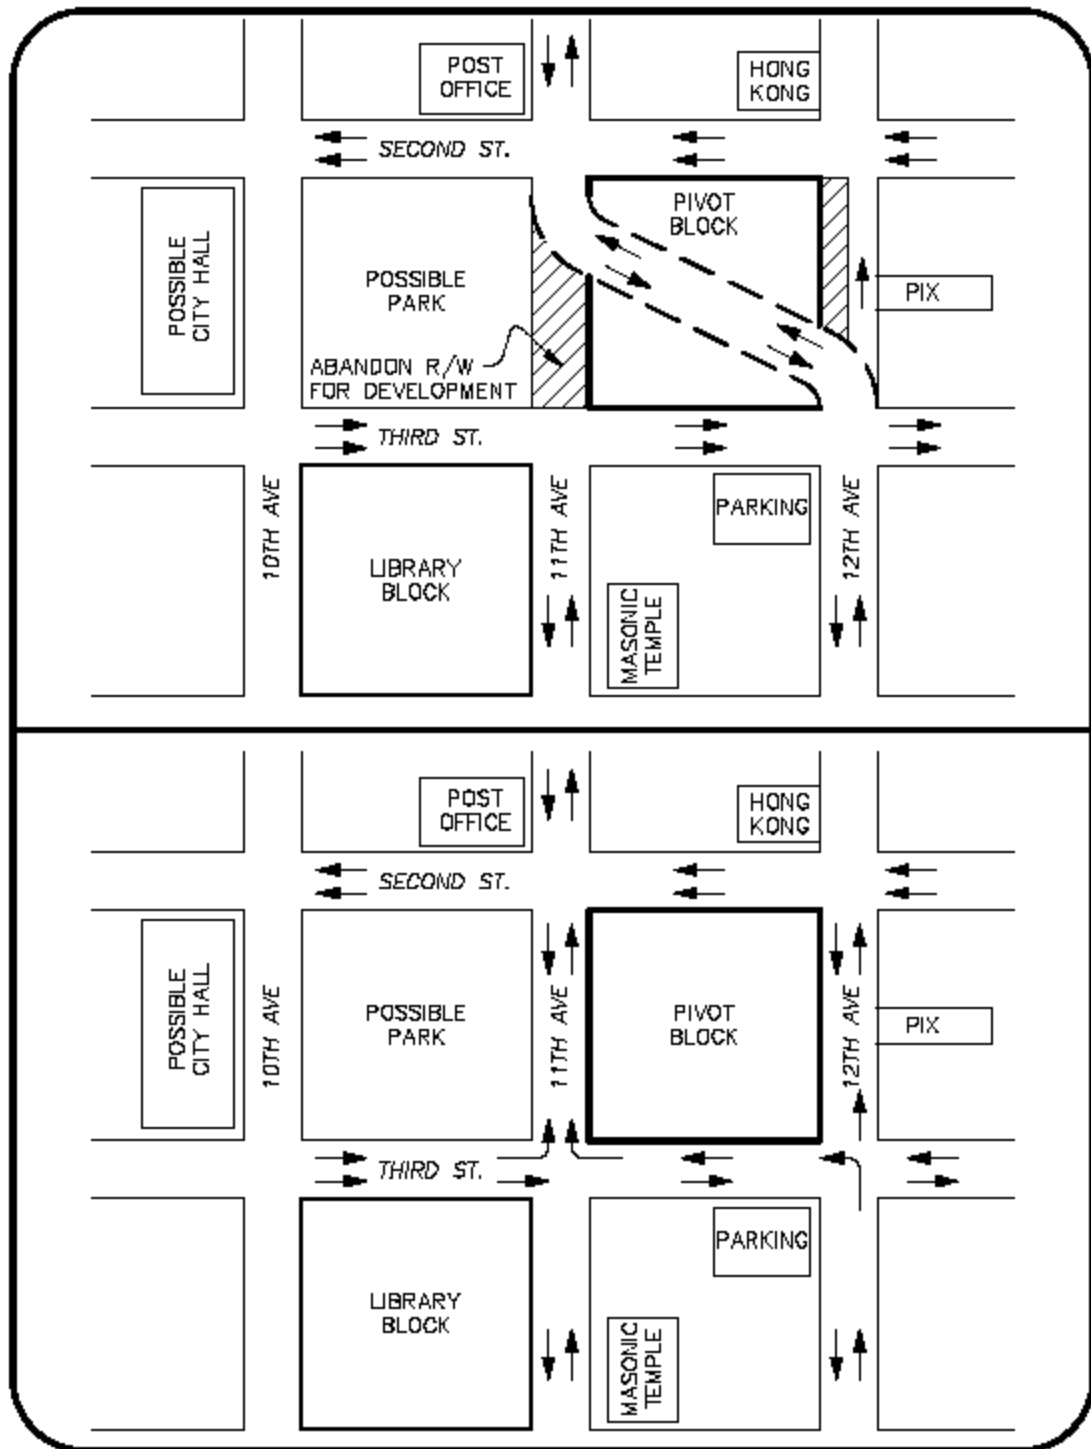 POST
OFFICE
HONG
KONG
SECOND ST.
PIVOT
BLOCK
POSSIBLE
CITY HALL
POSSIBLE
PARK
PIX
ABANDON R/W
FOR DEVELOPMENT
THIRD ST.
10TH AVE
11TH AVE
12TH AVE
PARKING
LIBRARY
BLOCK
MASONIC
TEMPLE
POST
OFFICE
HONG
KONG
SECOND ST.
POSSIBLE
CITY HALL
10TH AVE
POSSIBLE
PARK
11TH AVE
PIVOT
BLOCK
12TH AVE
PIX
THIRD ST.
PARKING
LIBRARY
BLOCK
MASONIC
TEMPLE